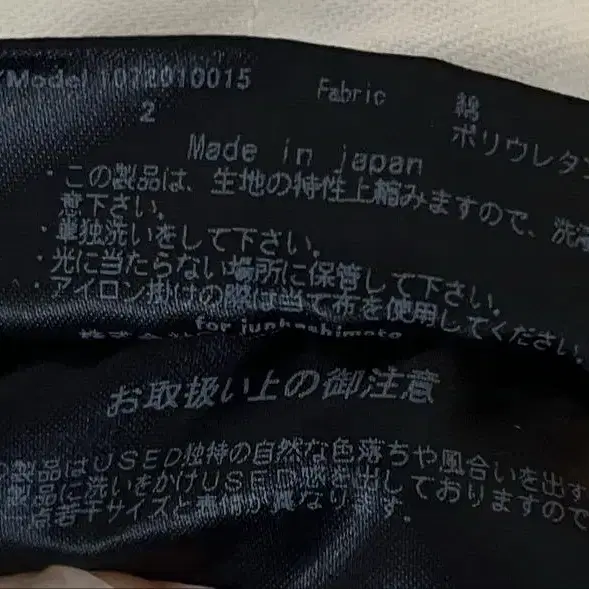 Model 1072010015 Fabric 綿
2 ポリウレタン
Made in japan
・この製品は、生地の特性上縮みますので、洗濯
意下さい。
・単独洗いをして下さい。
・光に当たらない場所に保管して下さい。
・アイロン掛けの際は当て布を使用してください。
for junhashimoto
お取扱い上の御注意
の製品はUSED独特の自然な色落ちや風合いを出す
製品に洗いをかけUSED感を出しておりますので
点若干サイズと表記が異なります。